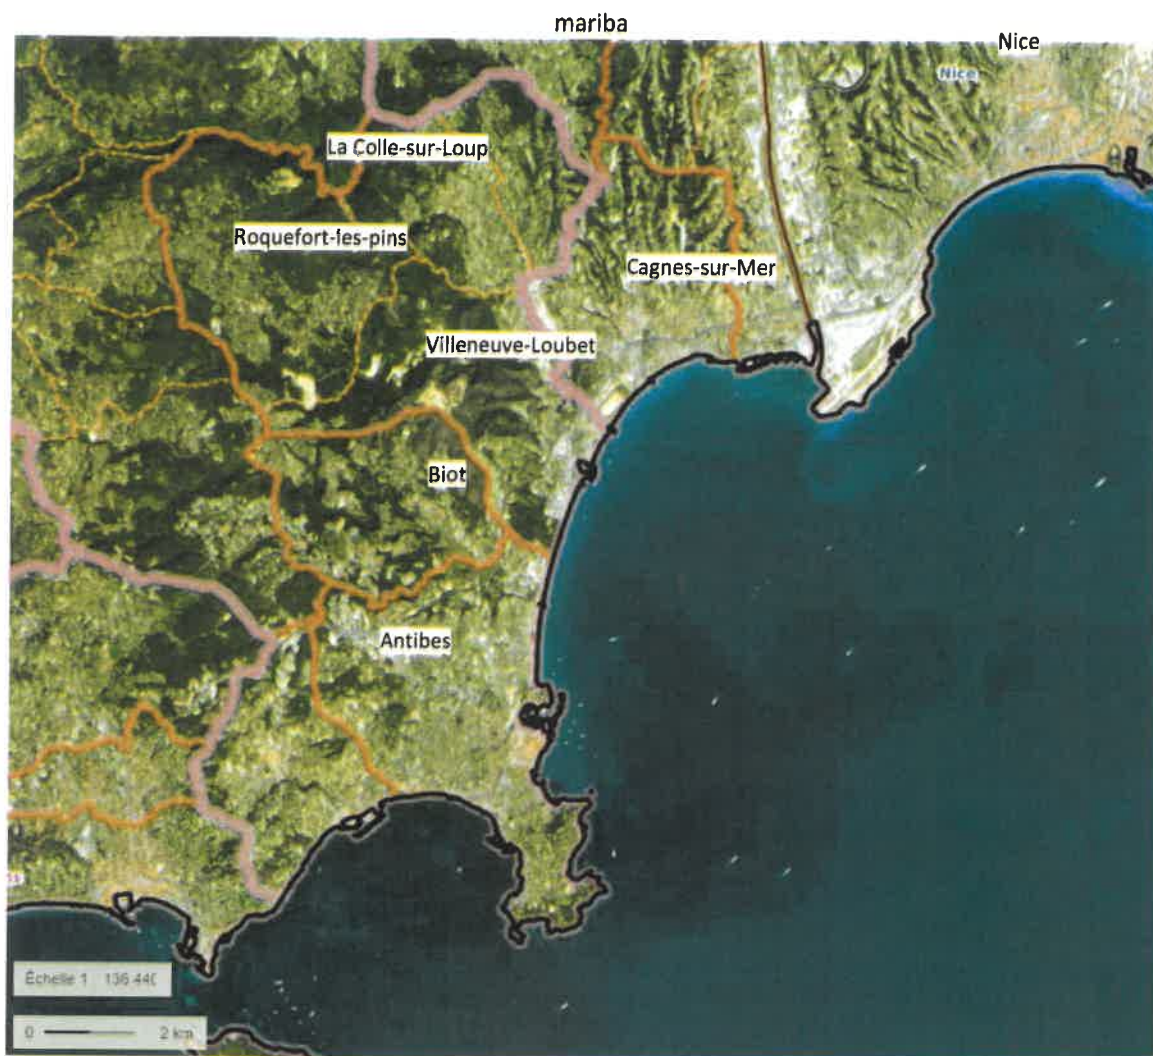 mariba
Nice
Nice
La Colle-sur-Loup
Roquefort-les-pins
Cagnes-sur-Mer
Villeneuve-Loubet
Biot
Antibes
Échelle 1 : 136 440
0 2 km